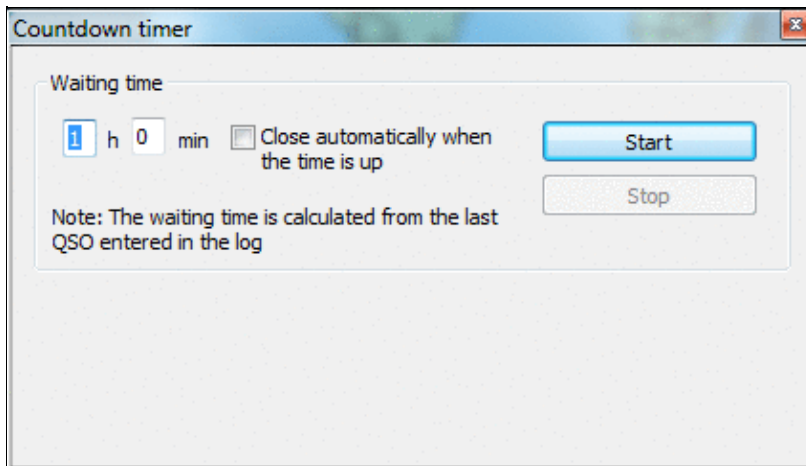 Countdown timer
Waiting time
1 h 0 min Close automatically when
the time is up
Start
Stop
Note: The waiting time is calculated from the last
QSO entered in the log